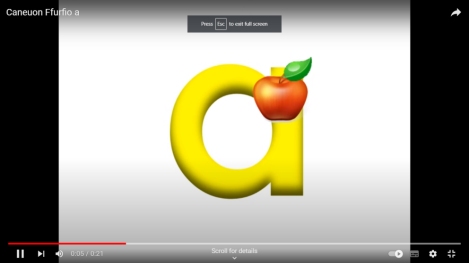 Caneuon Ffurfio a
Press Esc to exit full screen
a
0:05 / 0:21
Scroll for details